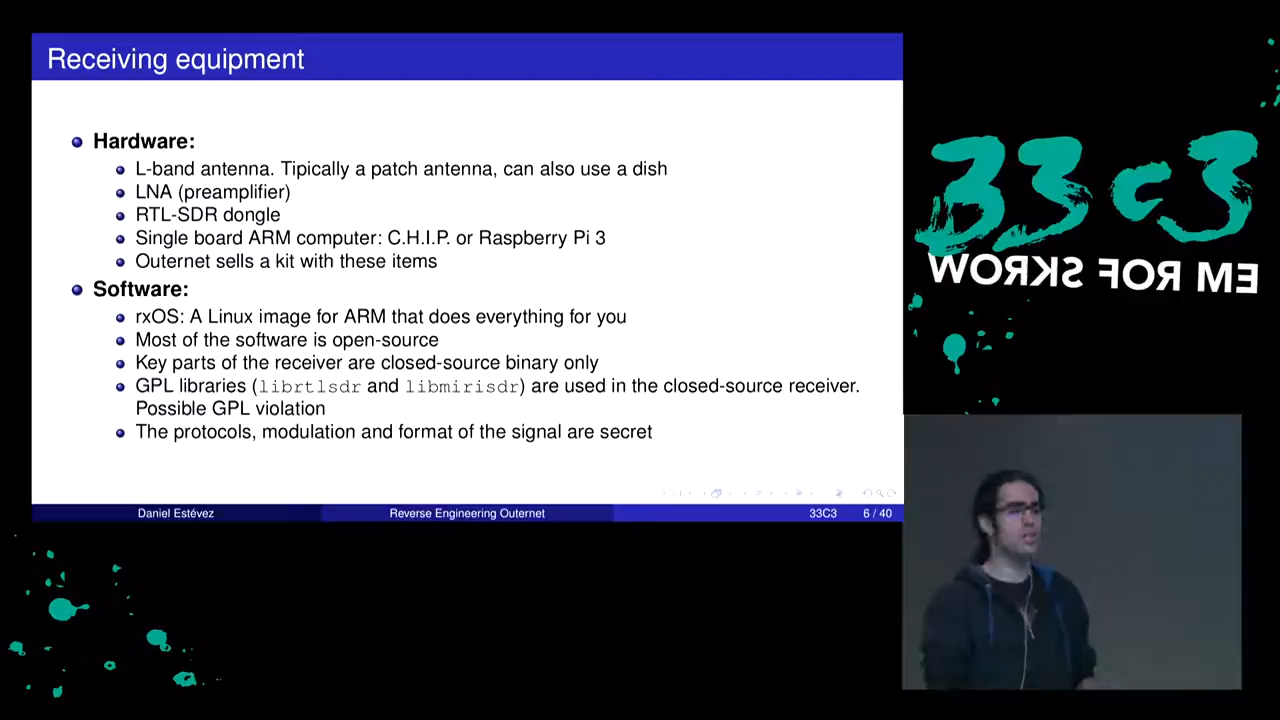 Receiving equipment
Hardware:
L-band antenna. Tipically a patch antenna, can also use a dish
LNA (preamplifier)
RTL-SDR dongle
Single board ARM computer: C.H.I.P. or Raspberry Pi 3
Outernet sells a kit with these items
Software:
rxOS: A Linux image for ARM that does everything for you
Most of the software is open-source
Key parts of the receiver are closed-source binary only
GPL libraries (librtlsdr and libmirisdr) are used in the closed-source receiver.
Possible GPL violation
The protocols, modulation and format of the signal are secret
Daniel Estévez Reverse Engineering Outernet 33C3 6 / 40
33c3
WORKS FOR ME